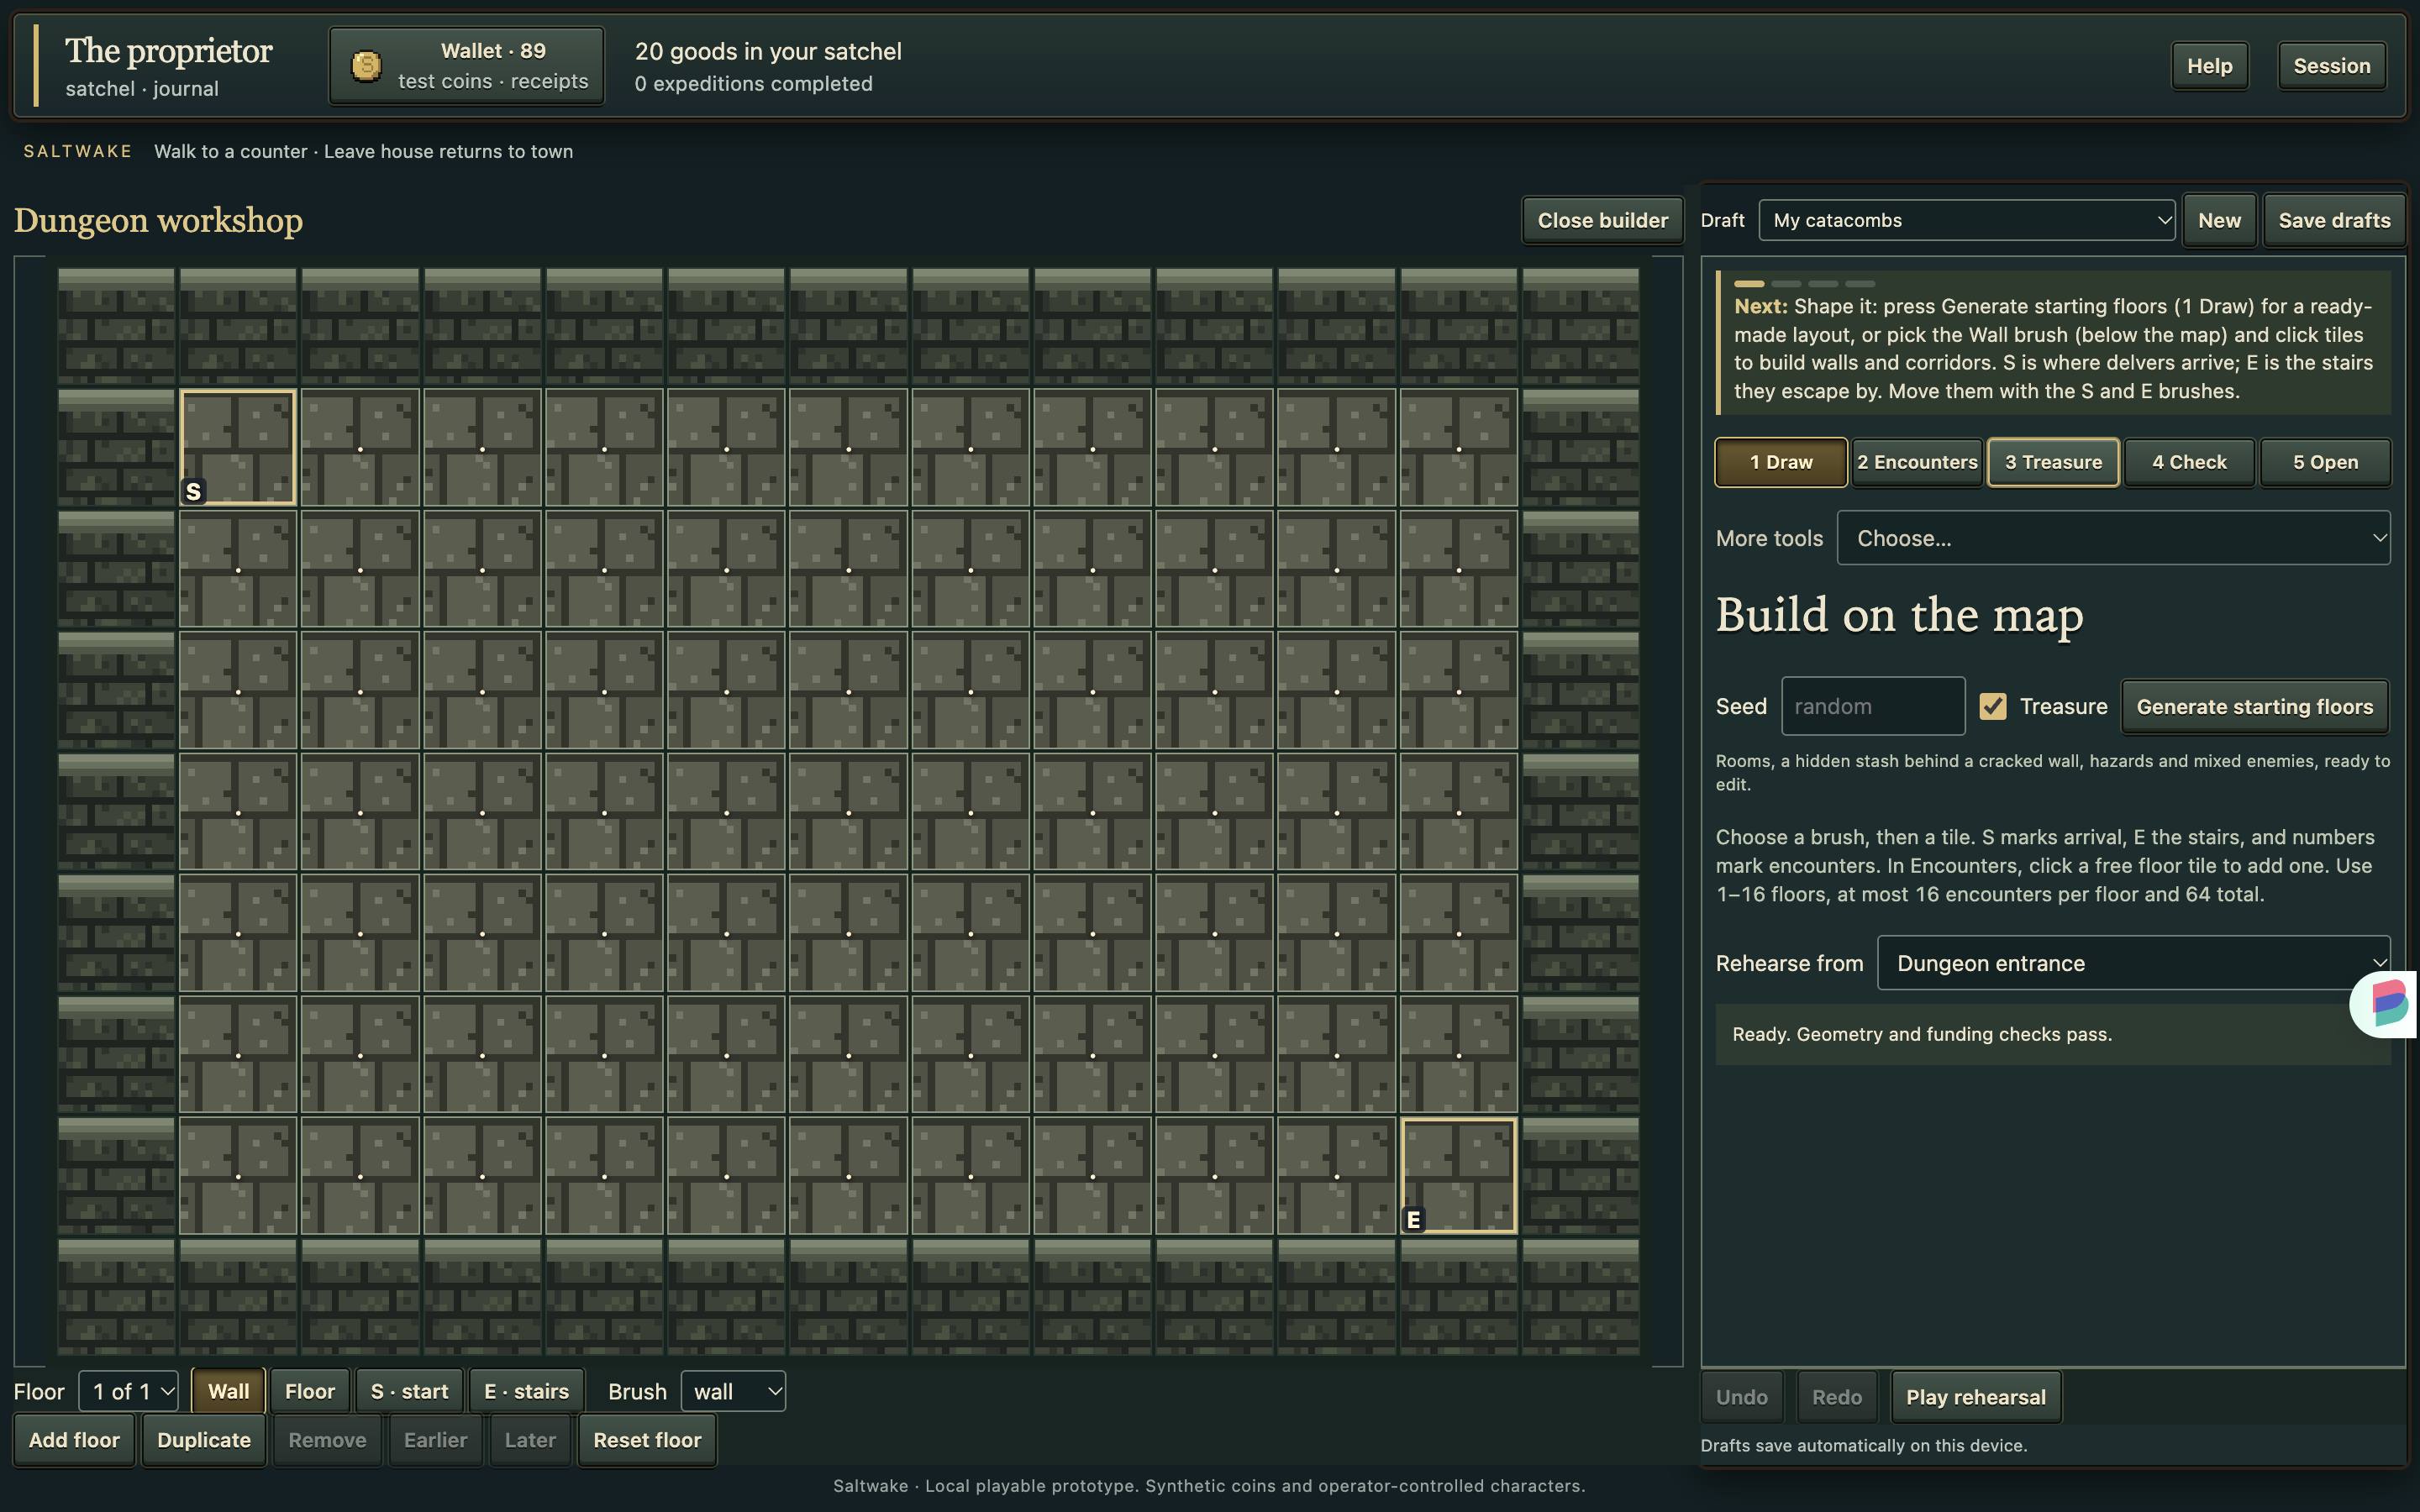 The proprietor
satchel · journal
Wallet · 89
test coins · receipts
20 goods in your satchel
0 expeditions completed
Help
Session
SALTWAKE Walk to a counter · Leave house returns to town
Dungeon workshop
Close builder
Draft
My catacombs
New
Save drafts
Next: Shape it: press Generate starting floors (1 Draw) for a ready-
made layout, or pick the Wall brush (below the map) and click tiles
to build walls and corridors. S is where delvers arrive; E is the stairs
they escape by. Move them with the S and E brushes.
1 Draw
2 Encounters
3 Treasure
4 Check
5 Open
More tools
Choose...
Build on the map
Seed
random
Treasure
Generate starting floors
Rooms, a hidden stash behind a cracked wall, hazards and mixed enemies, ready to
edit.
Choose a brush, then a tile. S marks arrival, E the stairs, and numbers
mark encounters. In Encounters, click a free floor tile to add one. Use
1–16 floors, at most 16 encounters per floor and 64 total.
Rehearse from
Dungeon entrance
Ready. Geometry and funding checks pass.
S
E
Floor
1 of 1
Wall
Floor
S · start
E · stairs
Brush
wall
Add floor
Duplicate
Remove
Earlier
Later
Reset floor
Undo
Redo
Play rehearsal
Drafts save automatically on this device.
Saltwake · Local playable prototype. Synthetic coins and operator-controlled characters.